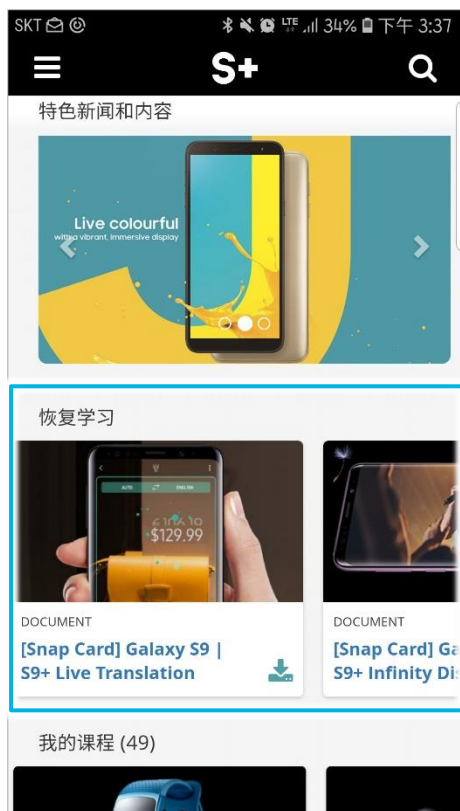 SKT LTE 34% 下午 3:37
S+
特色新闻和内容
Live colourful
with a vibrant, immersive display
恢复学习
AUTO ENGLISH
$129.99
DOCUMENT
[Snap Card] Galaxy S9 |
S9+ Live Translation
DOCUMENT
[Snap Card] Ga
S9+ Infinity Di
我的课程 (49)